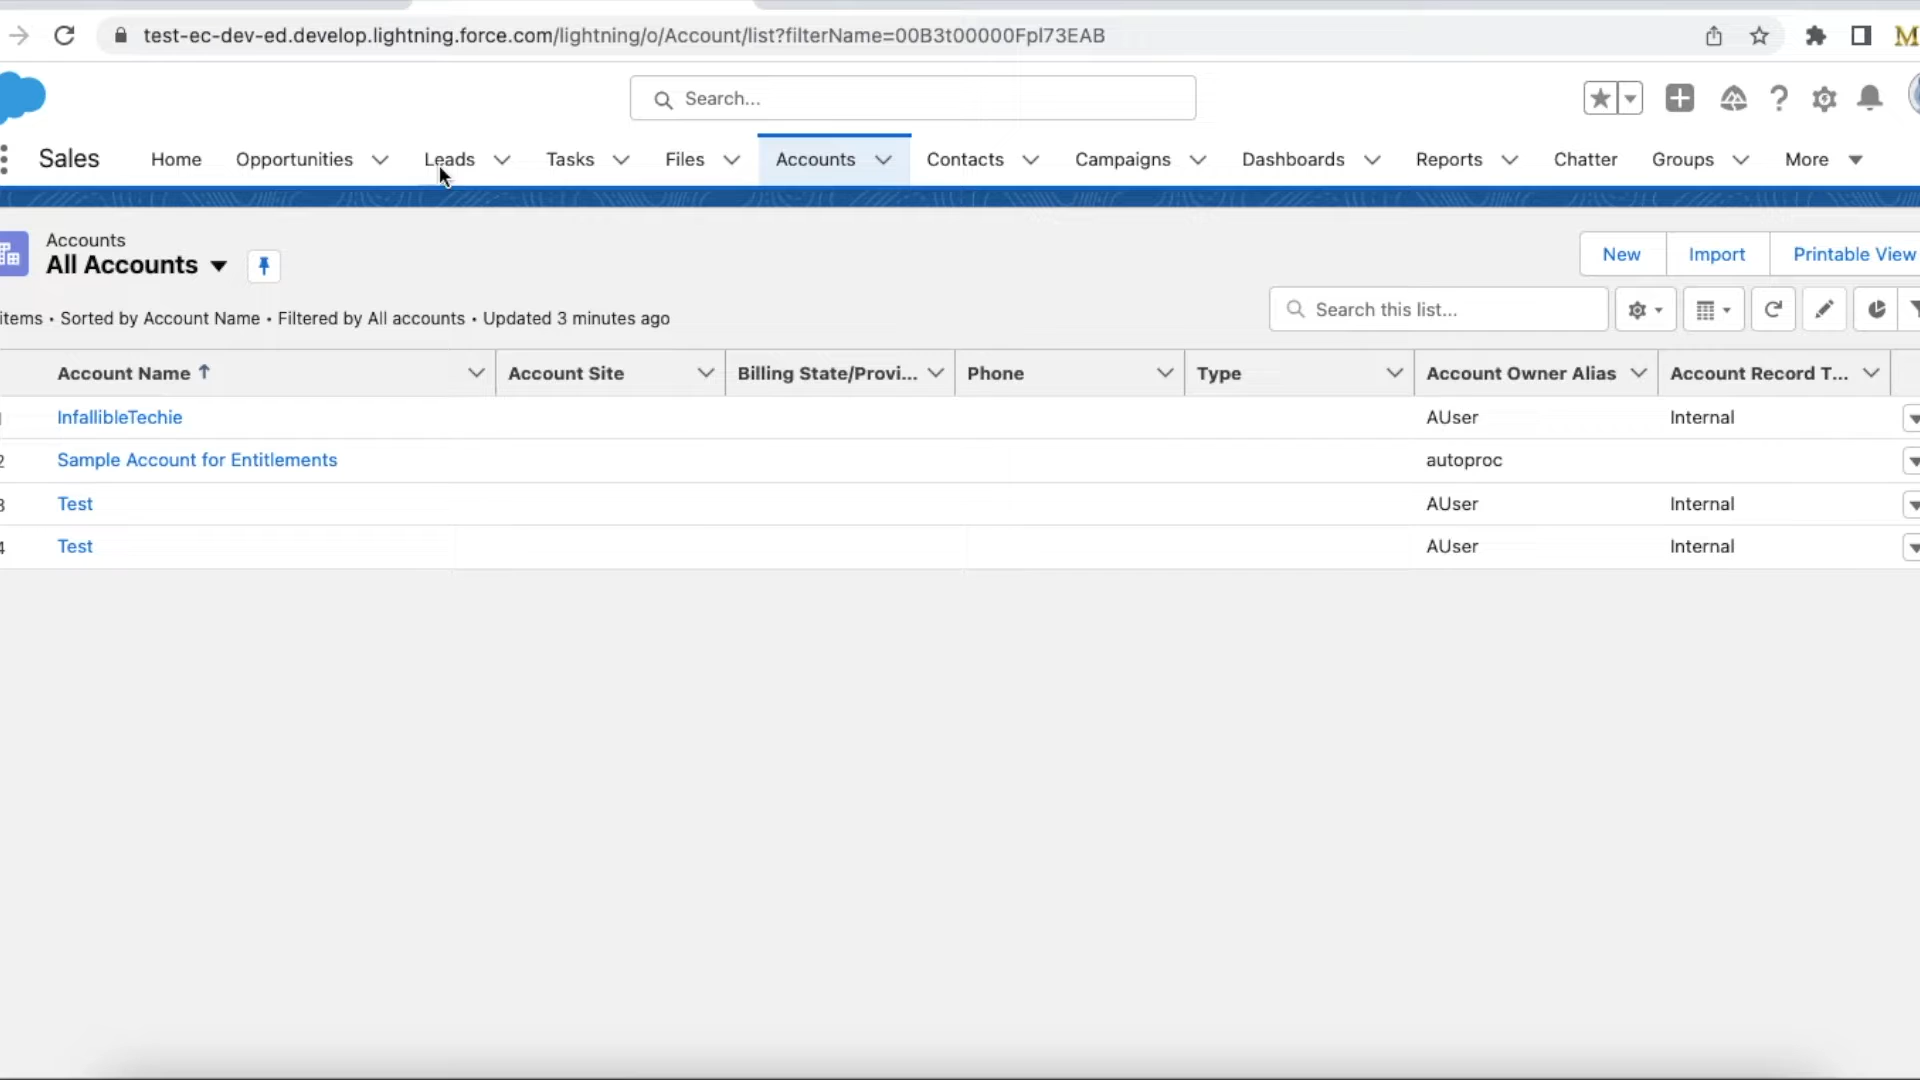 test-ec-dev-ed.develop.lightning.force.com/lightning/o/Account/list?filterName=00B3t00000Fpl73EAB
M
Search...
Sales Home Opportunities Leads Tasks Files Accounts Contacts Campaigns Dashboards Reports Chatter Groups More
Accounts
All Accounts
New Import Printable View
items • Sorted by Account Name • Filtered by All accounts • Updated 3 minutes ago
Search this list...
Account Name Account Site Billing State/Provi... Phone Type Account Owner Alias Account Record T...
InfallibleTechie AUser Internal
2 Sample Account for Entitlements autoproc
3 Test AUser Internal
4 Test AUser Internal